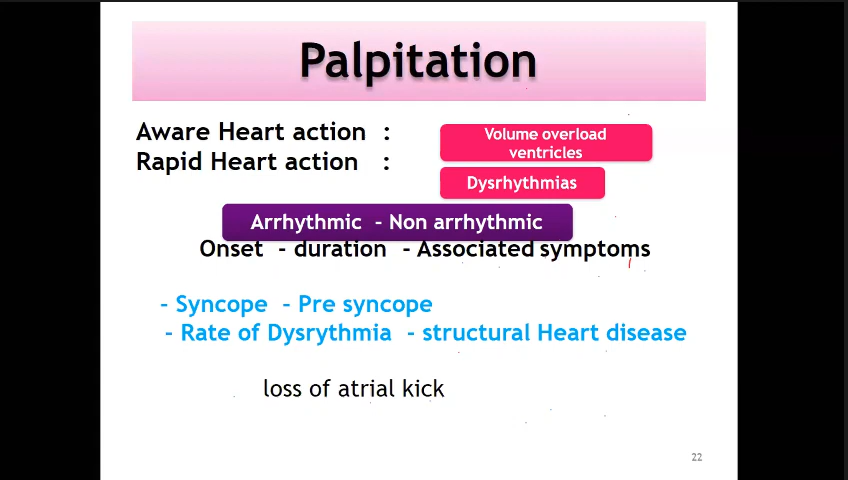 Palpitation
Aware Heart action :
Volume overload
ventricles
Rapid Heart action :
Dysrhythmias
Arrhythmic - Non arrhythmic
Onset - duration - Associated symptoms
- Syncope - Pre syncope
- Rate of Dysrythmia - structural Heart disease
loss of atrial kick
22